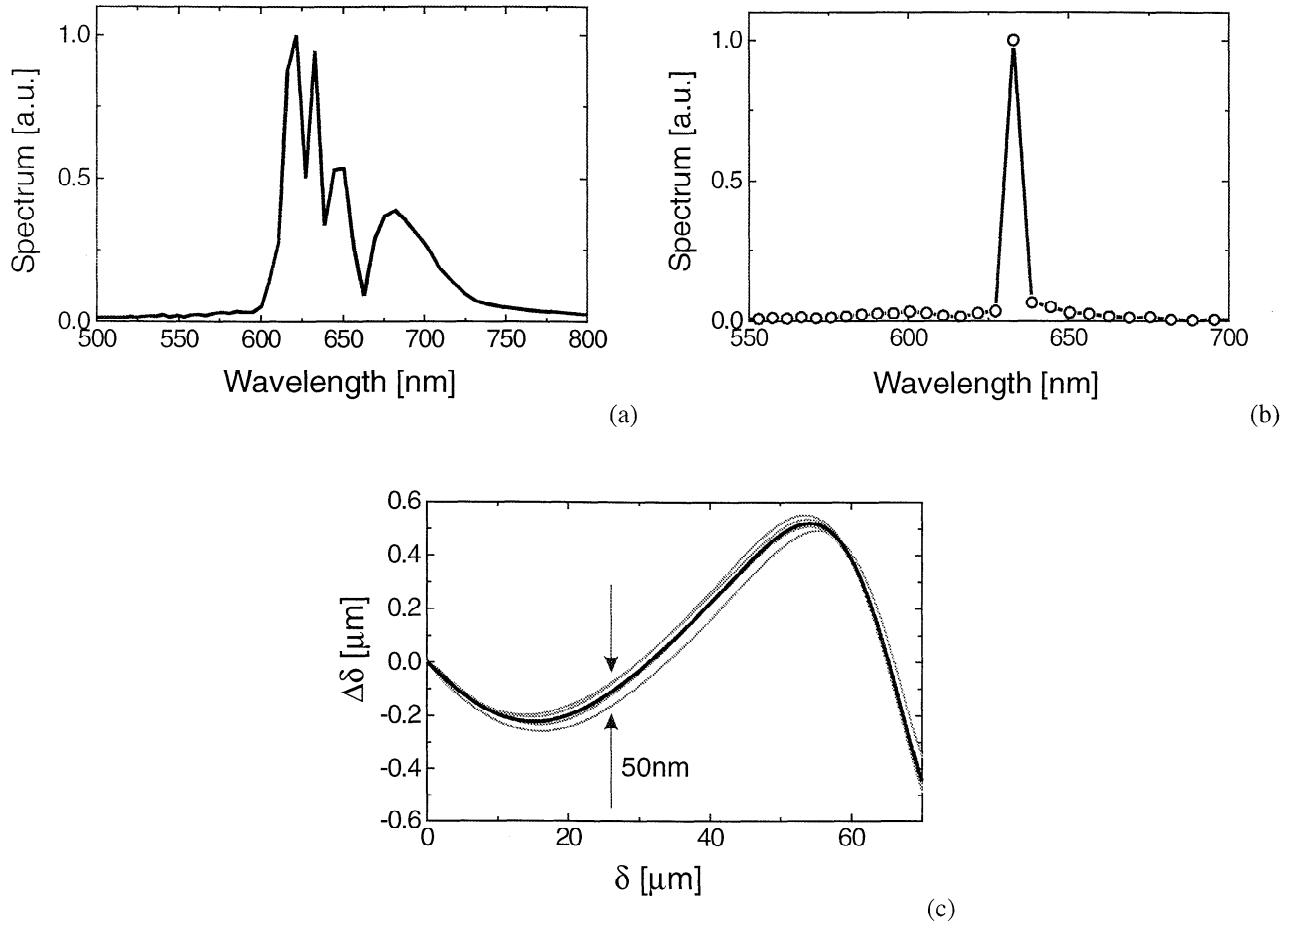 1.0
0.5
0.0
Spectrum [a.u.]
500 550 600 650 700 750 800
Wavelength [nm]
(a)
1.0
0.5
0.0
Spectrum [a.u.]
550 600 650 700
Wavelength [nm]
(b)
0.6
0.4
0.2
0.0
-0.2
-0.4
-0.6
Δδ [μm]
50nm
0 20 40 60
δ [μm]
(c)